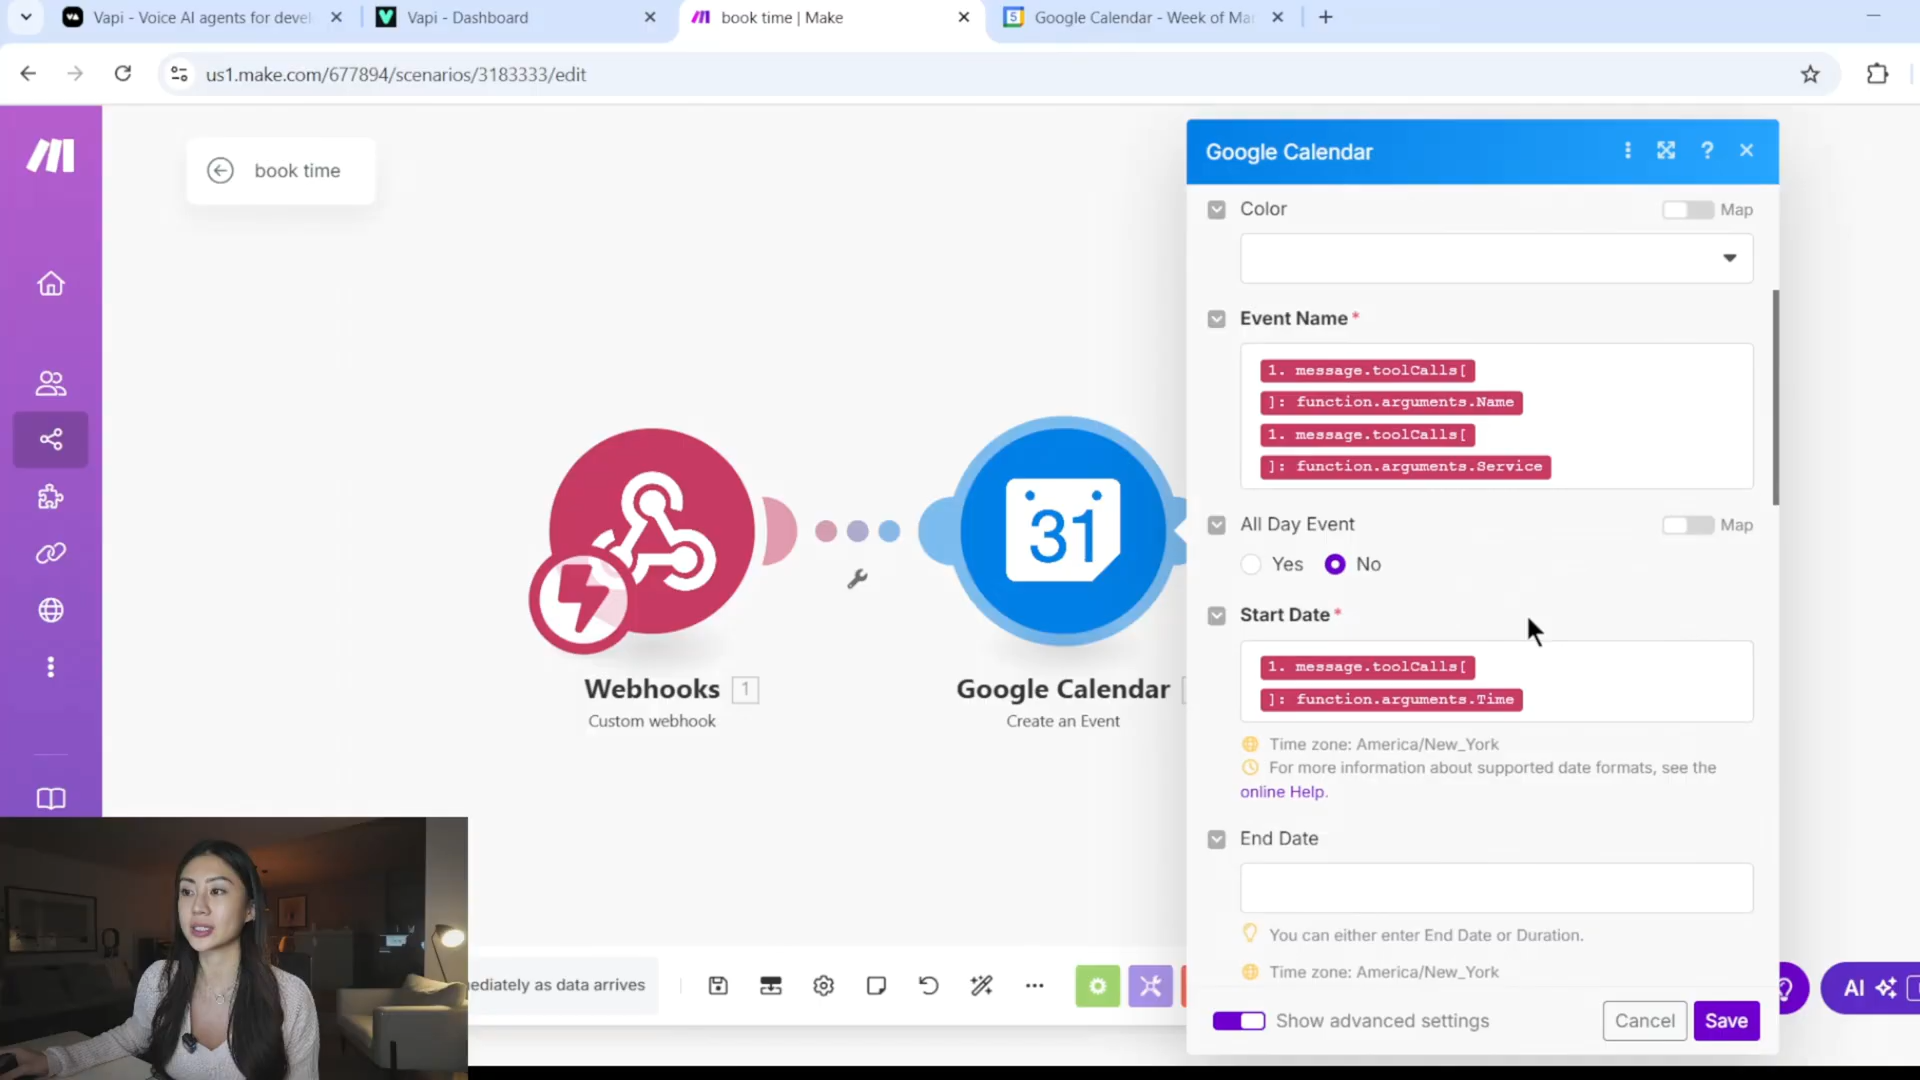 Vapi - Voice AI agents for devel
Vapi - Dashboard
book time | Make
Google Calendar - Week of Mar
us1.make.com/677894/scenarios/3183333/edit
book time
Google Calendar
Color
Map
Event Name*
1. message.toolCalls[
]: function.arguments.Name
1. message.toolCalls[
]: function.arguments.Service
All Day Event
Map
Yes
No
Start Date*
1. message.toolCalls[
]: function.arguments.Time
Time zone: America/New_York
For more information about supported date formats, see the
online Help.
End Date
You can either enter End Date or Duration.
Time zone: America/New_York
Show advanced settings
Cancel
Save
31
Webhooks 1
Custom webhook
Google Calendar
Create an Event
ediately as data arrives
AI